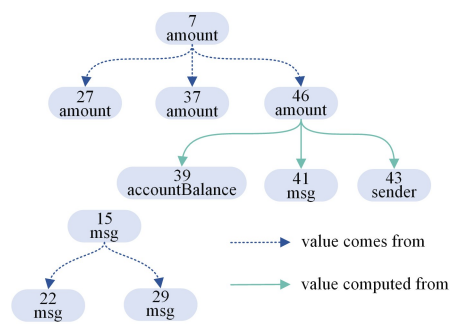 7
amount
27
amount
37
amount
46
amount
39
accountBalance
41
msg
43
sender
15
msg
22
msg
29
msg
value comes from
value computed from